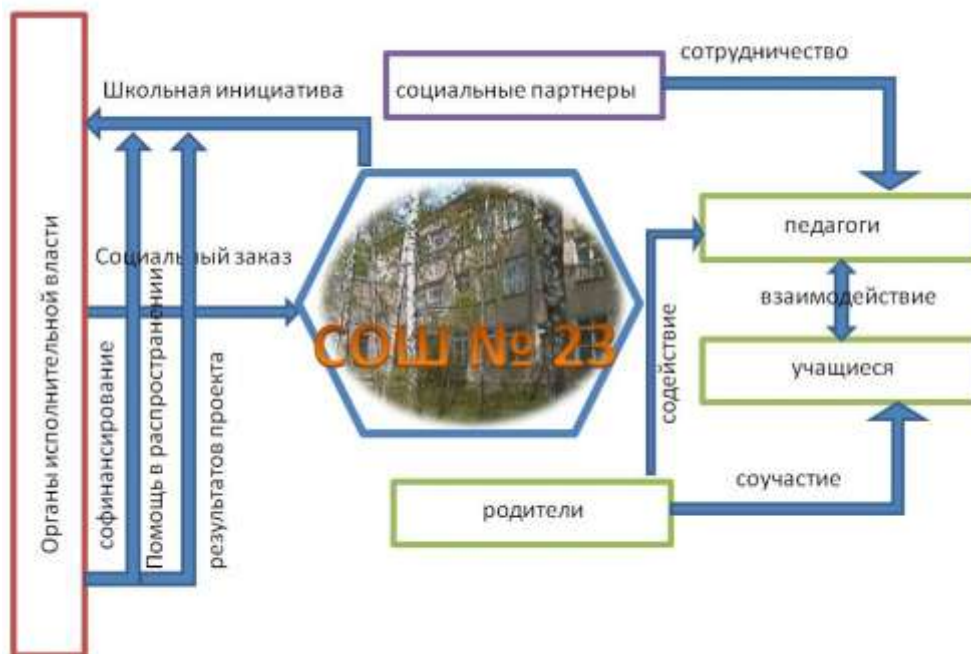 сотрудничество
социальные партнеры
Школьная инициатива
педагоги
Социальный заказ
взаимодействие
СОШ № 23
учащиеся
содействие
соучастие
родители
Органы исполнительной власти
софинансирование
Помощь в распространении
результатов проекта